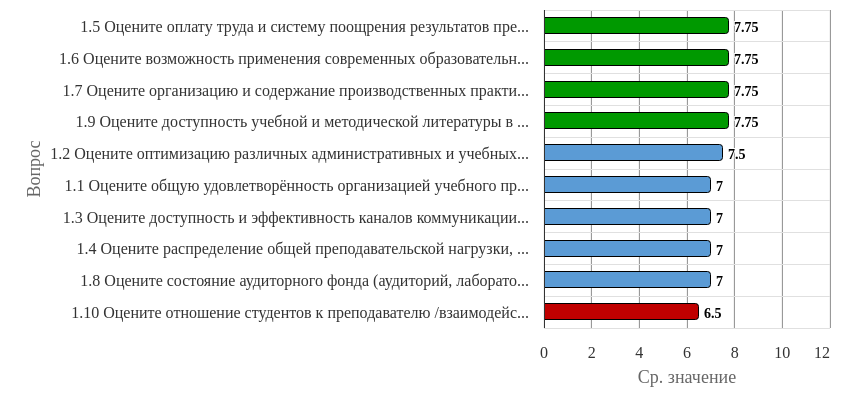 1.5 Оцените оплату труда и систему поощрения результатов пре... 7.75
1.6 Оцените возможность применения современных образовательн... 7.75
1.7 Оцените организацию и содержание производственных практи... 7.75
1.9 Оцените доступность учебной и методической литературы в ... 7.75
1.2 Оцените оптимизацию различных административных и учебных... 7.5
1.1 Оцените общую удовлетворённость организацией учебного пр... 7
1.3 Оцените доступность и эффективность каналов коммуникации... 7
1.4 Оцените распределение общей преподавательской нагрузки, ... 7
1.8 Оцените состояние аудиторного фонда (аудиторий, лаборато... 7
1.10 Оцените отношение студентов к преподавателю /взаимодейс... 6.5
Вопрос
0 2 4 6 8 10 12
Ср. значение